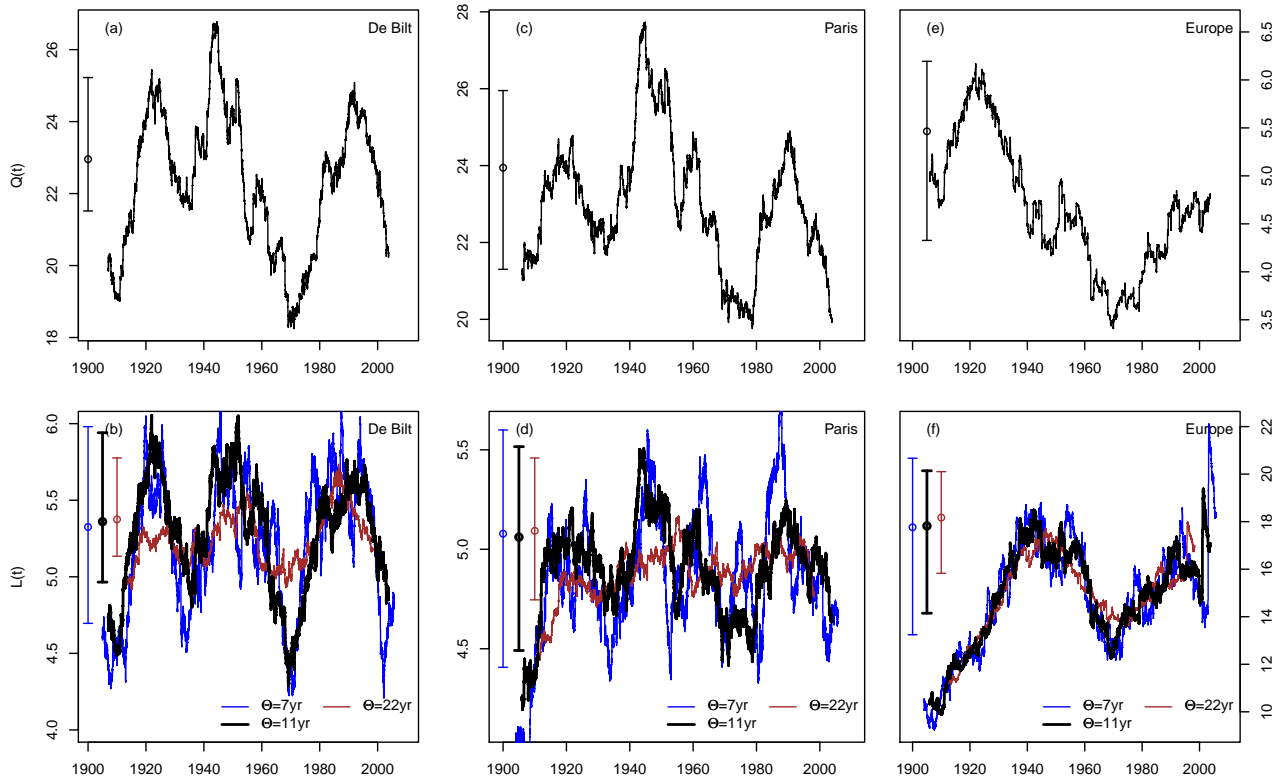 (a) De Bilt
Q(t)
26
24
22
20
18
1900 1920 1940 1960 1980 2000
(c) Paris
28
26
24
22
20
1900 1920 1940 1960 1980 2000
(e) Europe
6.5
6.0
5.5
5.0
4.5
4.0
3.5
1900 1920 1940 1960 1980 2000
(b) De Bilt
L(t)
6.0
5.5
5.0
4.5
4.0
Θ=7yr Θ=22yr
Θ=11yr
1900 1920 1940 1960 1980 2000
(d) Paris
5.5
5.0
4.5
Θ=7yr Θ=22yr
Θ=11yr
1900 1920 1940 1960 1980 2000
(f) Europe
22
20
18
16
14
12
10
Θ=7yr Θ=22yr
Θ=11yr
1900 1920 1940 1960 1980 2000